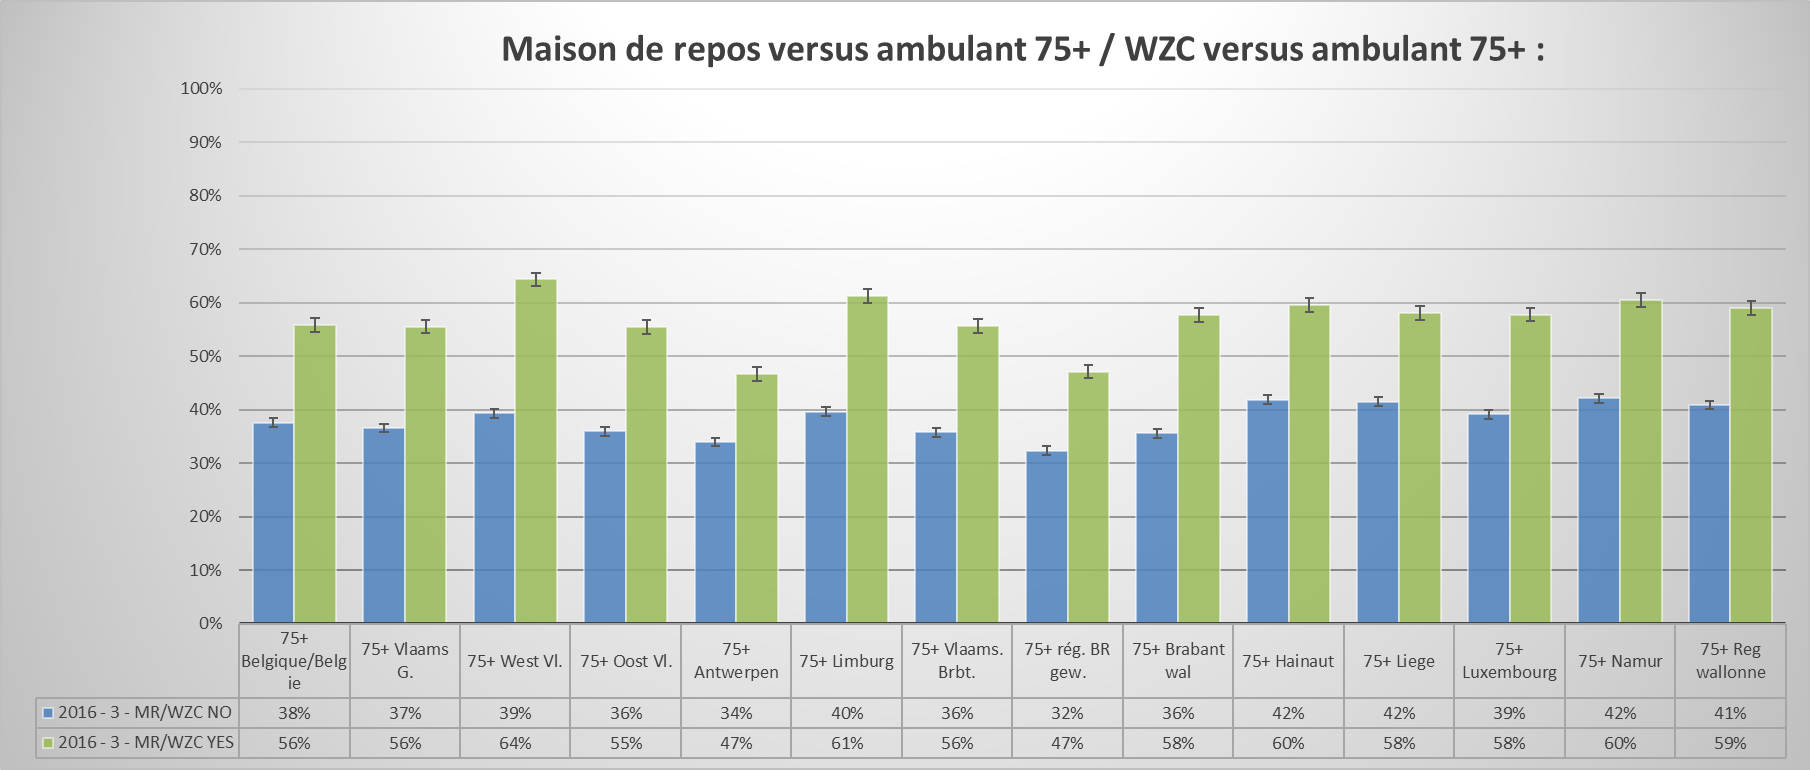 Maison de repos versus ambulant 75+ / WZC versus ambulant 75+ :
100%
90%
80%
70%
60%
50%
40%
30%
20%
10%
0%
75+ Belgique/Belgie
75+ Vlaams G.
75+ West Vl.
75+ Oost Vl.
75+ Antwerpen
75+ Limburg
75+ Vlaams. Brbt.
75+ rég. BR gew.
75+ Brabant wal
75+ Hainaut
75+ Liege
75+ Luxembourg
75+ Namur
75+ Reg wallonne
2016 - 3 - MR/WZC NO 38% 37% 39% 36% 34% 40% 36% 32% 36% 42% 42% 39% 42% 41%
2016 - 3 - MR/WZC YES 56% 56% 64% 55% 47% 61% 56% 47% 58% 60% 58% 58% 60% 59%